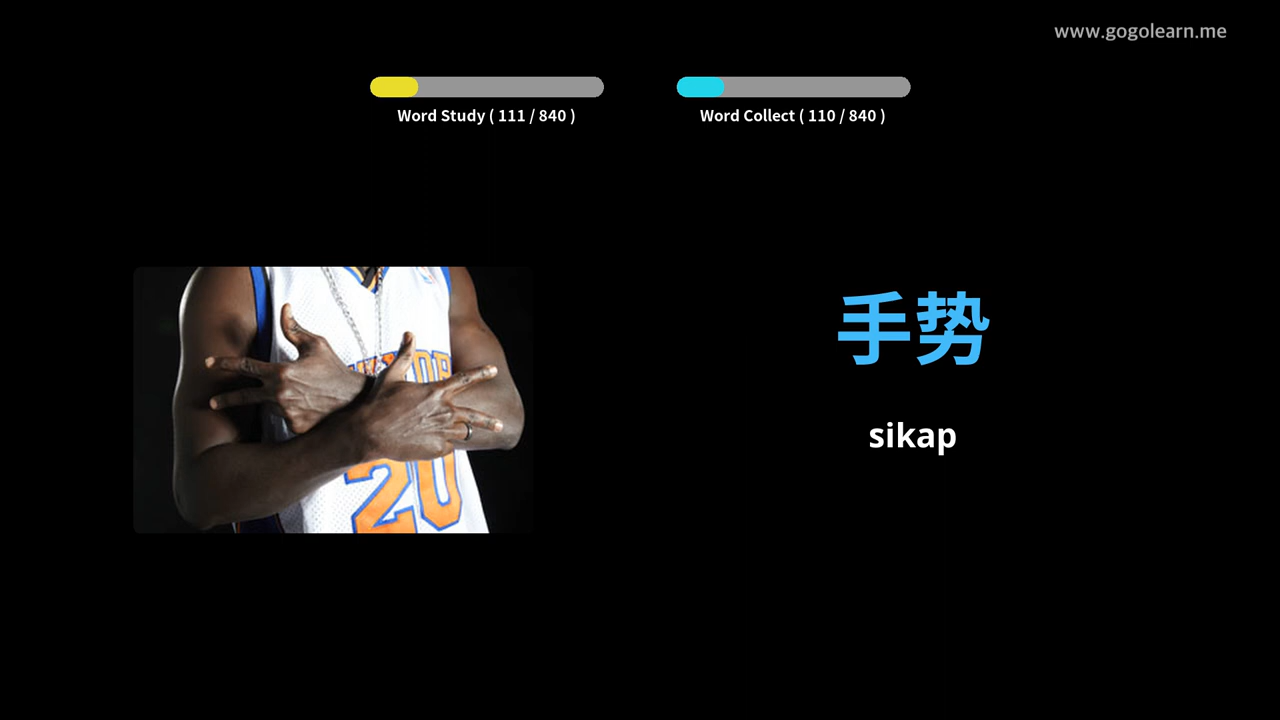 www.gogolearn.me
Word Study ( 111 / 840 )
Word Collect ( 110 / 840 )
手势
sikap
20